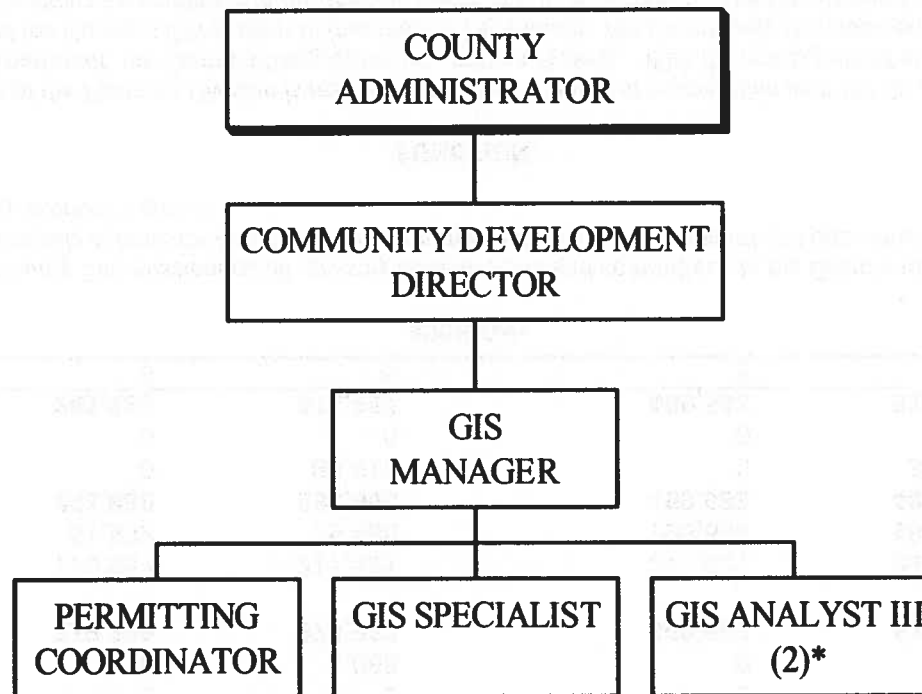 COUNTY
ADMINISTRATOR
COMMUNITY DEVELOPMENT
DIRECTOR
GIS
MANAGER
PERMITTING
COORDINATOR
GIS SPECIALIST
GIS ANALYST III
(2)*